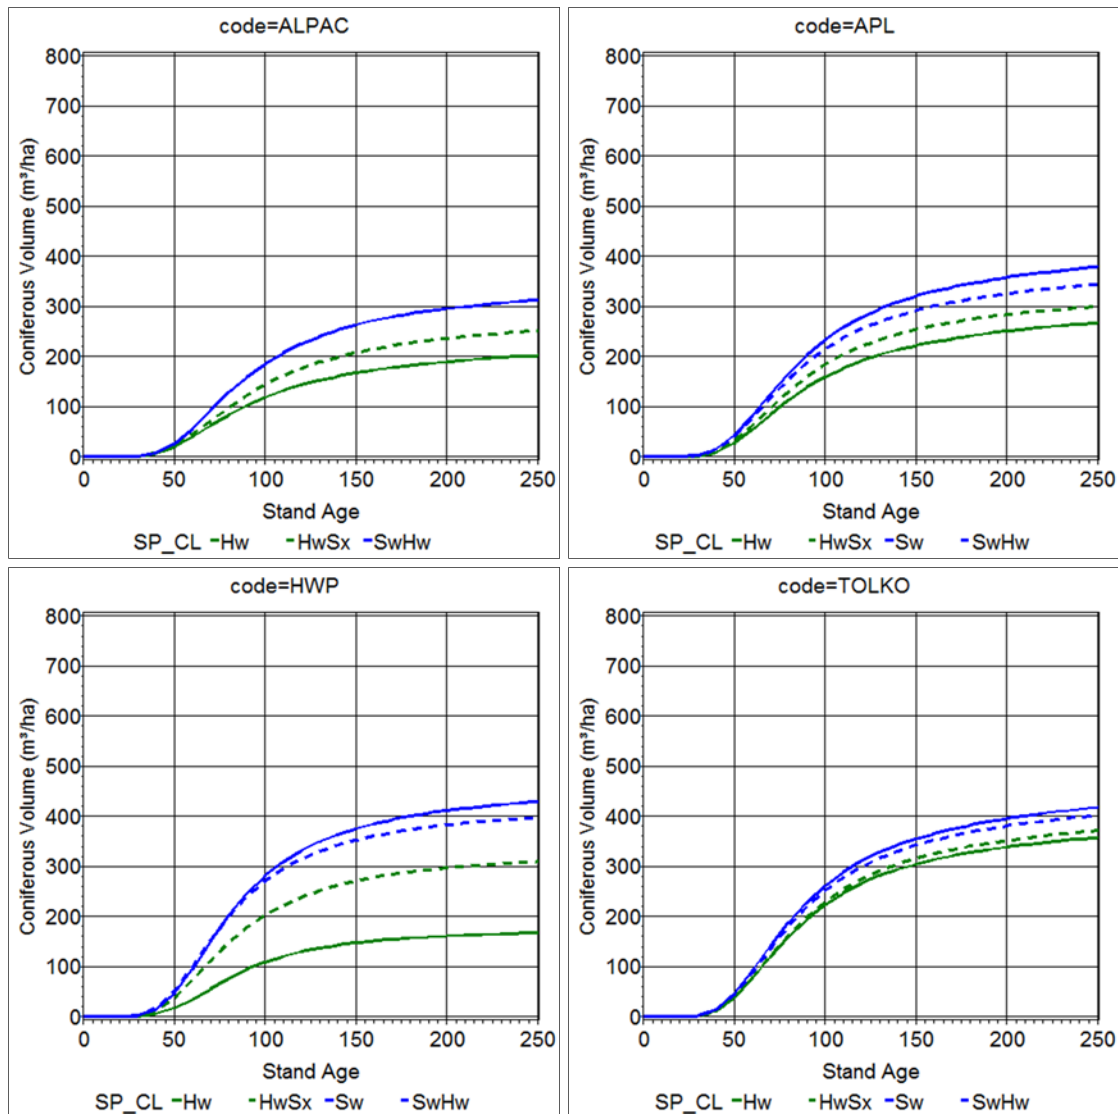 code=ALPAC
800
700
600
500
400
300
200
100
0
Coniferous Volume (m³/ha)
0 50 100 150 200 250
Stand Age
SP_CL Hw HwSx SwHw
code=APL
800
700
600
500
400
300
200
100
0
Coniferous Volume (m³/ha)
0 50 100 150 200 250
Stand Age
SP_CL Hw HwSx Sw SwHw
code=HWP
800
700
600
500
400
300
200
100
0
Coniferous Volume (m³/ha)
0 50 100 150 200 250
Stand Age
SP_CL Hw HwSx Sw SwHw
code=TOLKO
800
700
600
500
400
300
200
100
0
Coniferous Volume (m³/ha)
0 50 100 150 200 250
Stand Age
SP_CL Hw HwSx Sw SwHw